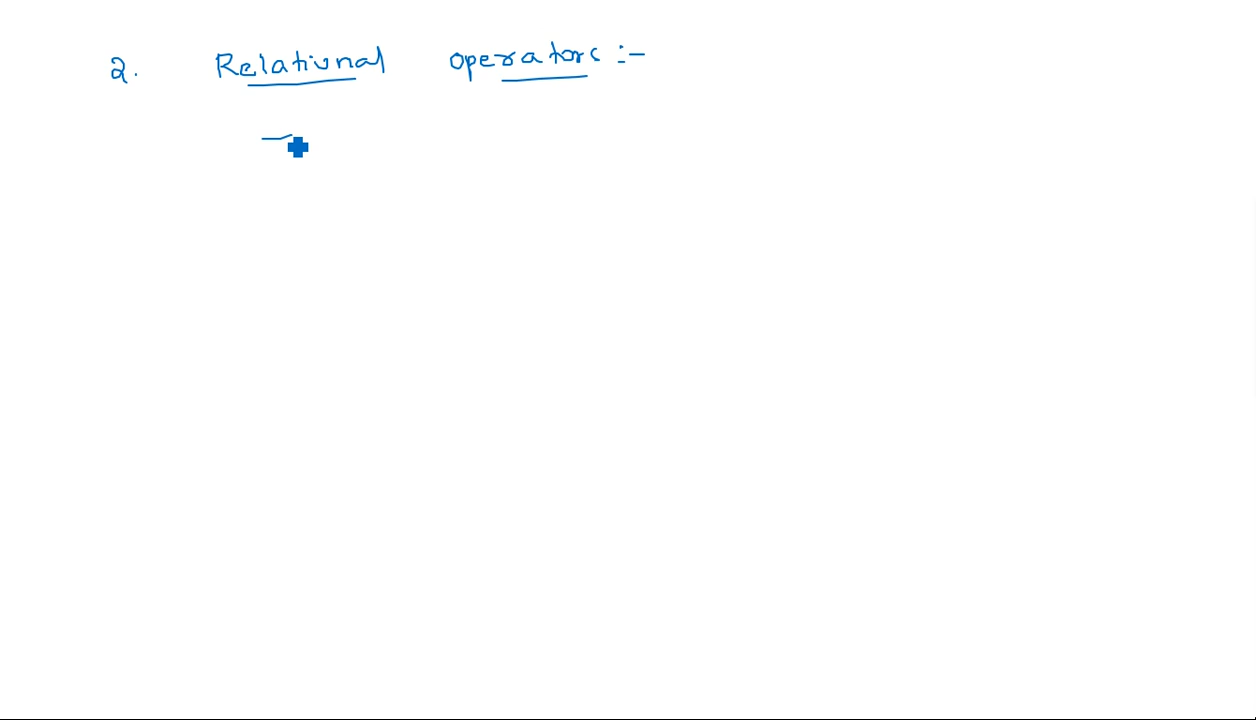 2. Relational operators :-